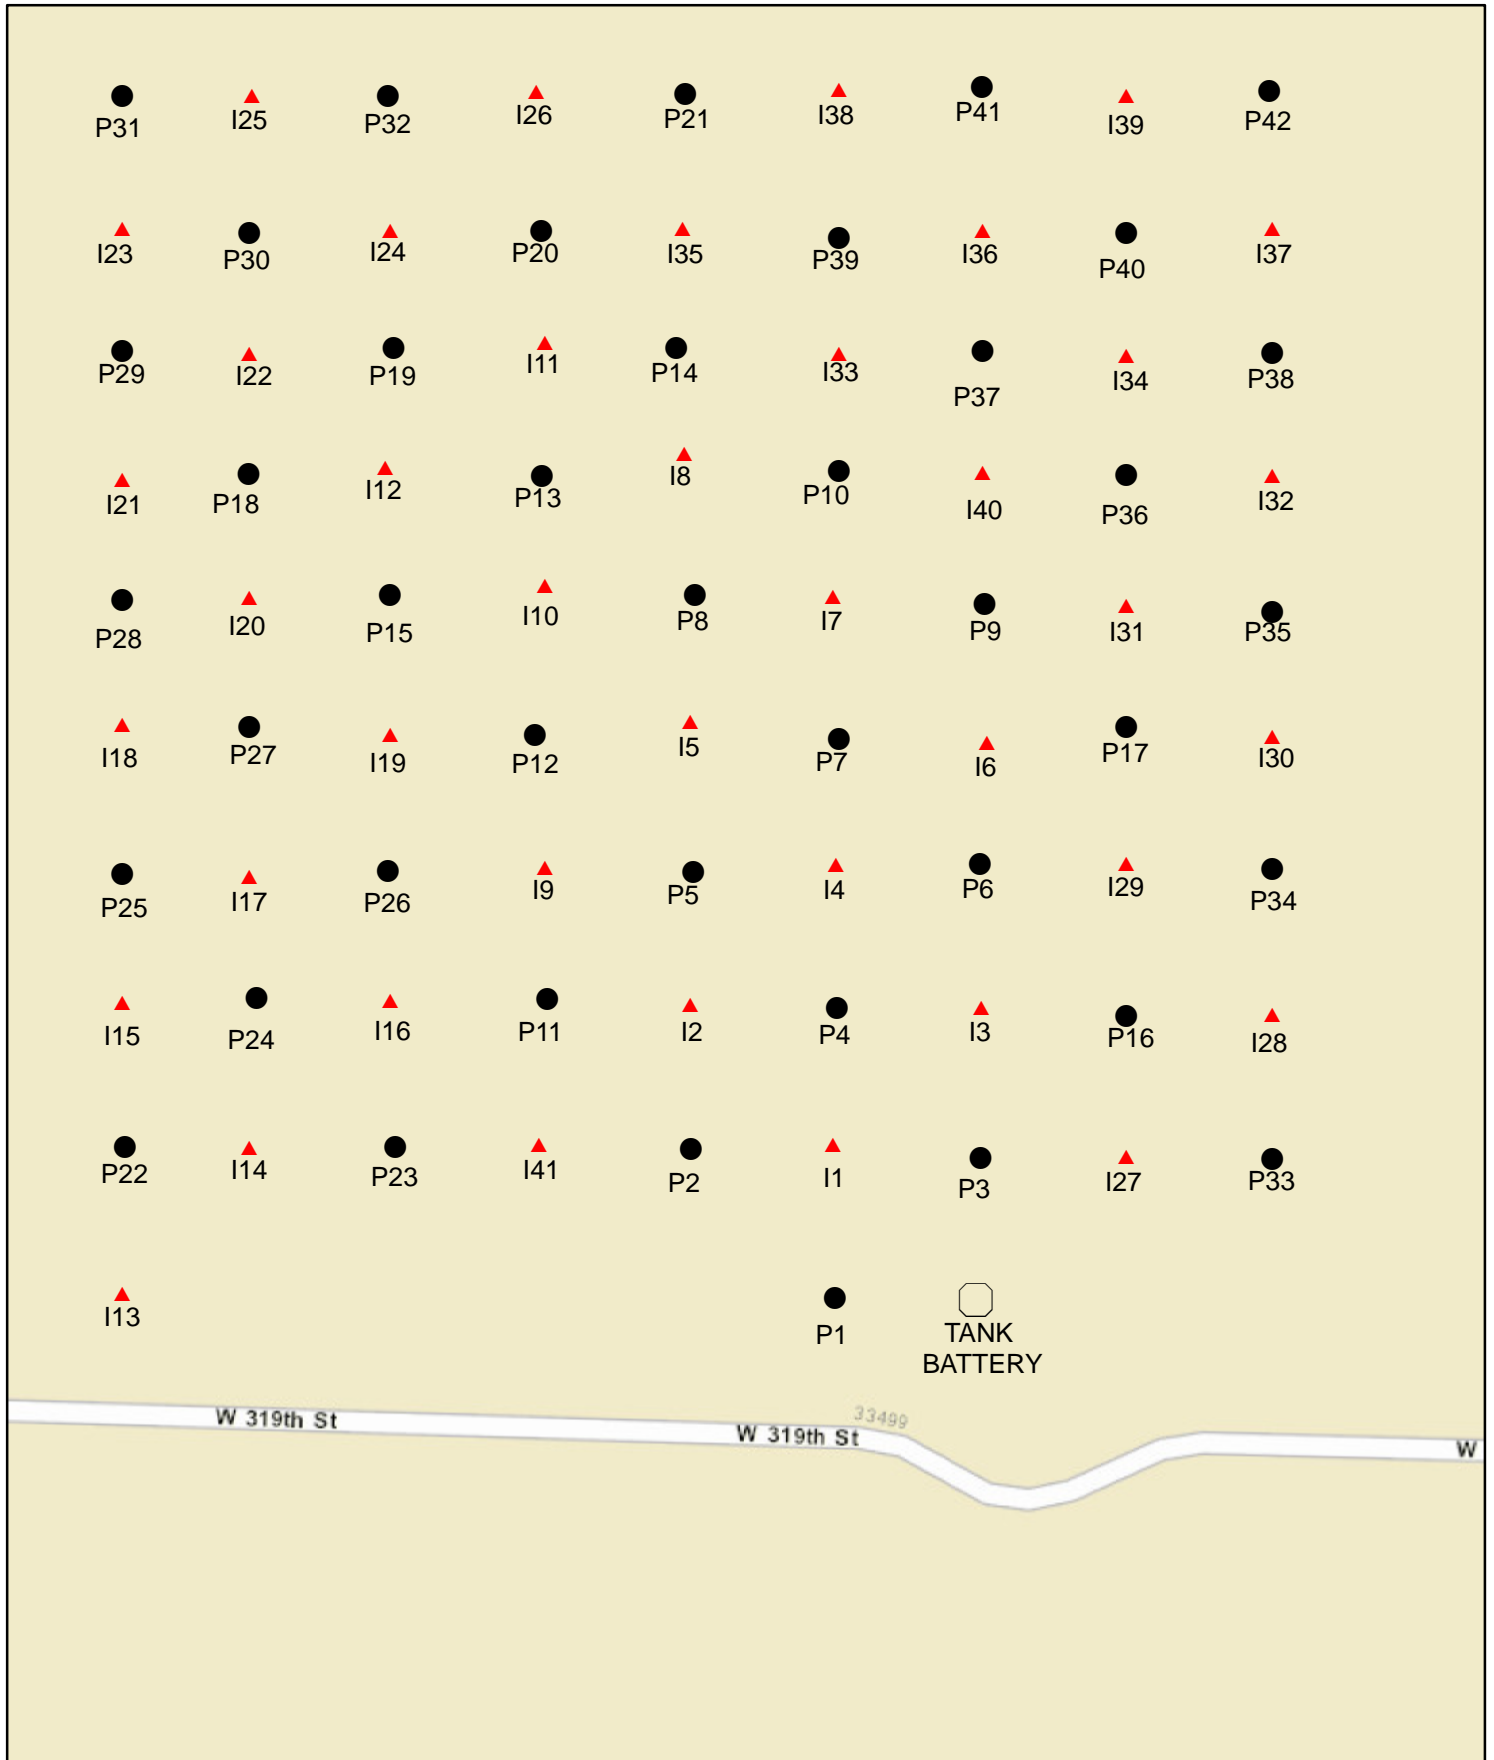 P31 I25 P32 I26 P21 I38 P41 I39 P42
I23 P30 I24 P20 I35 P39 I36 P40 I37
P29 I22 P19 I11 P14 I33 P37 I34 P38
I21 P18 I12 P13 I8 P10 I40 P36 I32
P28 I20 P15 I10 P8 I7 P9 I31 P35
I18 P27 I19 P12 I5 P7 I6 P17 I30
P25 I17 P26 I9 P5 I4 P6 I29 P34
I15 P24 I16 P11 I2 P4 I3 P16 I28
P22 I14 P23 I41 P2 I1 P3 I27 P33
I13 P1 TANK
BATTERY
33499
W 319th St W 319th St W